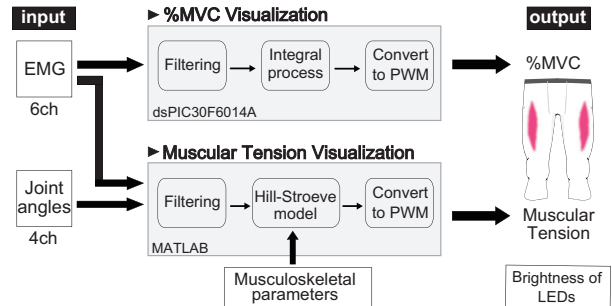 input
►%MVC Visualization
output
EMG
6ch
Filtering
Integral
process
Convert
to PWM
dsPIC30F6014A
%MVC
►Muscular Tension Visualization
Joint
angles
4ch
Filtering
Hill-Stroeve
model
Convert
to PWM
MATLAB
Muscular
Tension
Musculoskeletal
parameters
Brightness of
LEDs